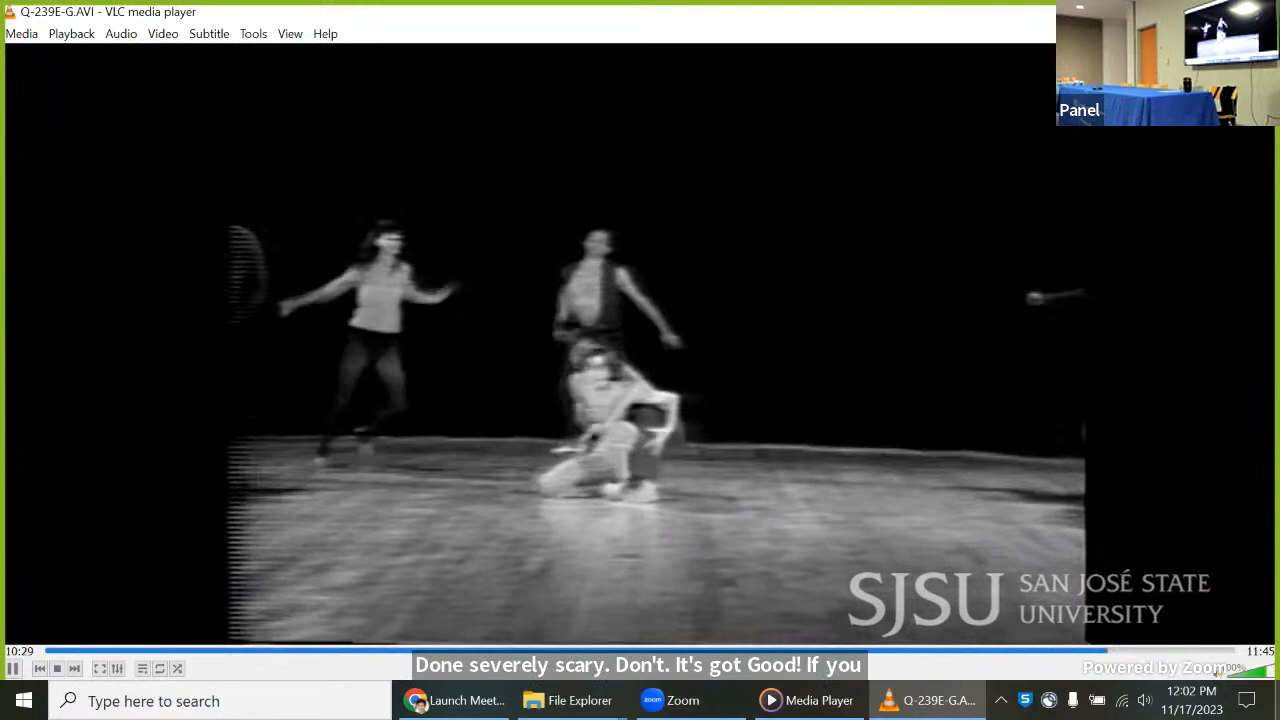 Q-239E-G.AVI - VLC media player
Media Playback Audio Video Subtitle Tools View Help
Panel
SJSU SAN JOSÉ STATE
UNIVERSITY
10:29
11:45
Done severely scary. Don't. It's got Good! If you
Powered by Zoom
Type here to search
Launch Meet...
File Explorer
Zoom
zoom
Media Player
Q-239E-G.A...
12:02 PM
11/17/2023